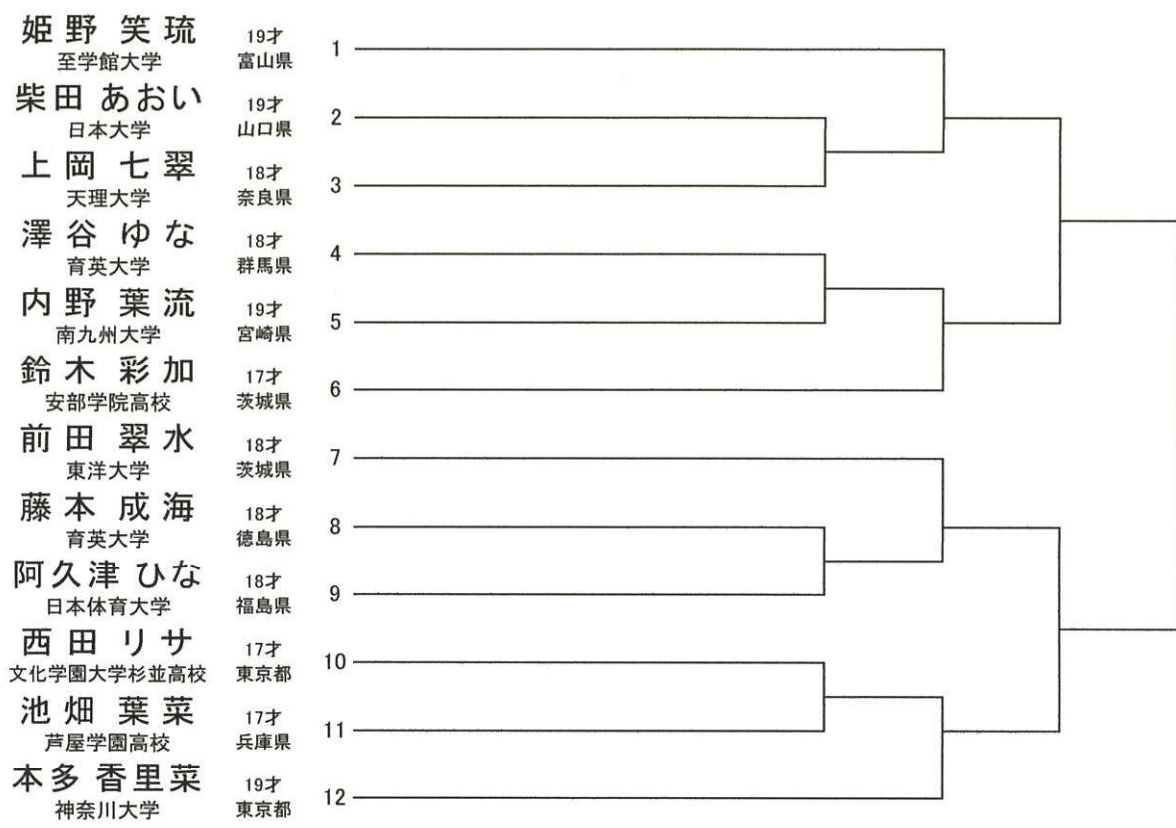 姫野 笑琉 19才 1
至学館大学 富山県
柴田 あおい 19才 2
日本大学 山口県
上岡 七翠 18才 3
天理大学 奈良県
澤谷 ゆな 18才 4
育英大学 群馬県
内野 葉流 19才 5
南九州大学 宮崎県
鈴木 彩加 17才 6
安部学院高校 茨城県
前田 翠水 18才 7
東洋大学 茨城県
藤本 成海 18才 8
育英大学 徳島県
阿久津 ひな 18才 9
日本体育大学 福島県
西田 リサ 17才 10
文化学園大学杉並高校 東京都
池畑 葉菜 17才 11
芦屋学園高校 兵庫県
本多 香里菜 19才 12
神奈川大学 東京都